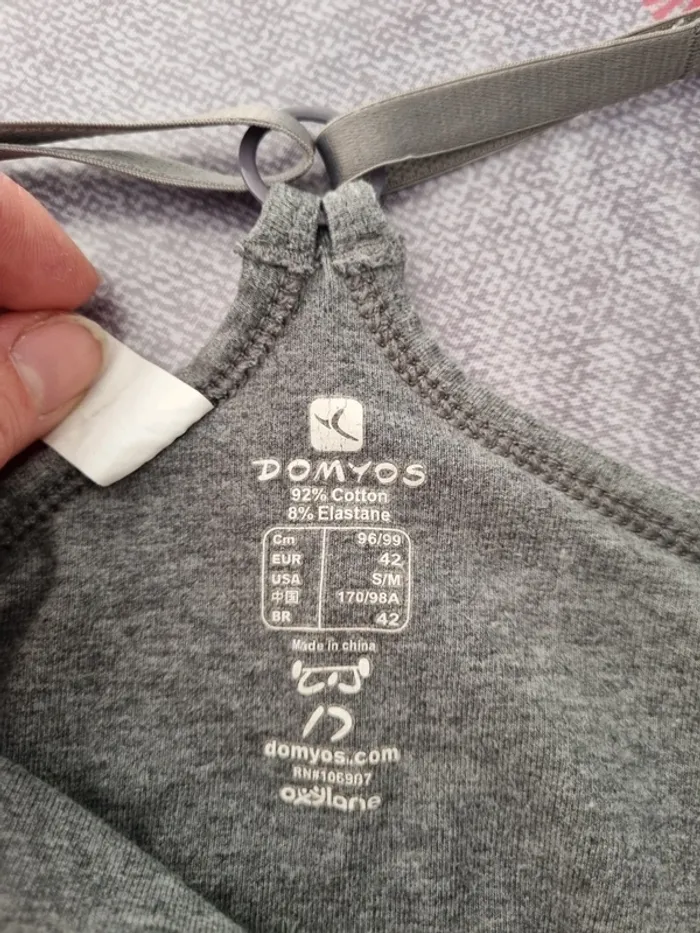 DOMYOS
92% Cotton
8% Elastane
Cm 96/99
EUR 42
USA S/M
中国 170/98A
BR 42
Made in china
domyos.com
RN#106907
oxylane